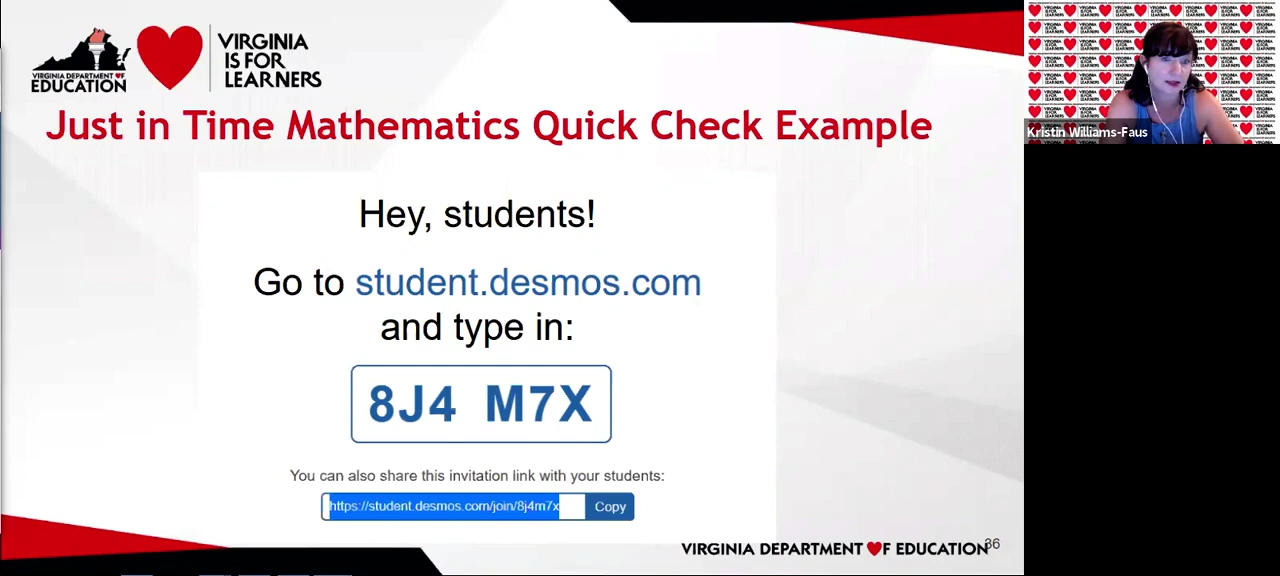 VIRGINIA DEPARTMENT OF
EDUCATION
VIRGINIA
IS FOR
LEARNERS
Just in Time Mathematics Quick Check Example
Hey, students!
Go to student.desmos.com
and type in:
8J4 M7X
You can also share this invitation link with your students:
https://student.desmos.com/join/8j4m7x
Copy
VIRGINIA DEPARTMENT OF EDUCATION
36
Kristin Williams-Faus